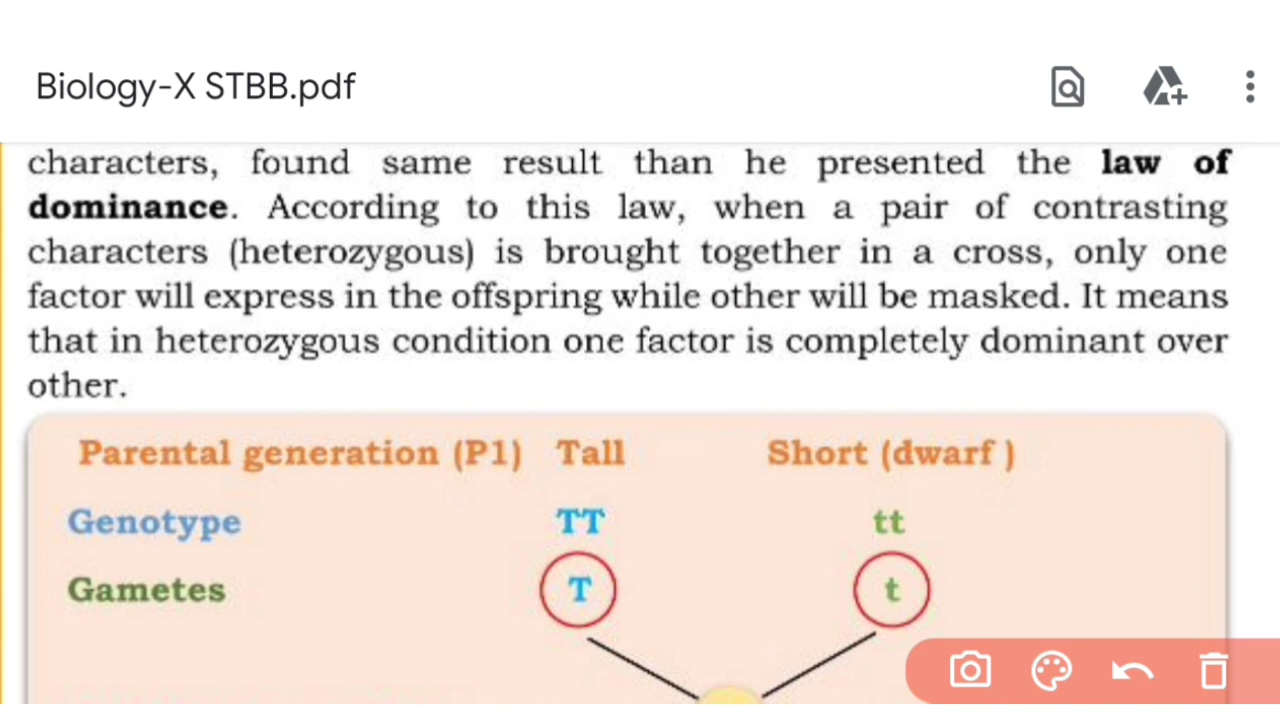 Biology-X STBB.pdf
characters, found same result than he presented the law of
dominance. According to this law, when a pair of contrasting
characters (heterozygous) is brought together in a cross, only one
factor will express in the offspring while other will be masked. It means
that in heterozygous condition one factor is completely dominant over
other.
Parental generation (P1) Tall Short (dwarf )
Genotype TT tt
Gametes T t